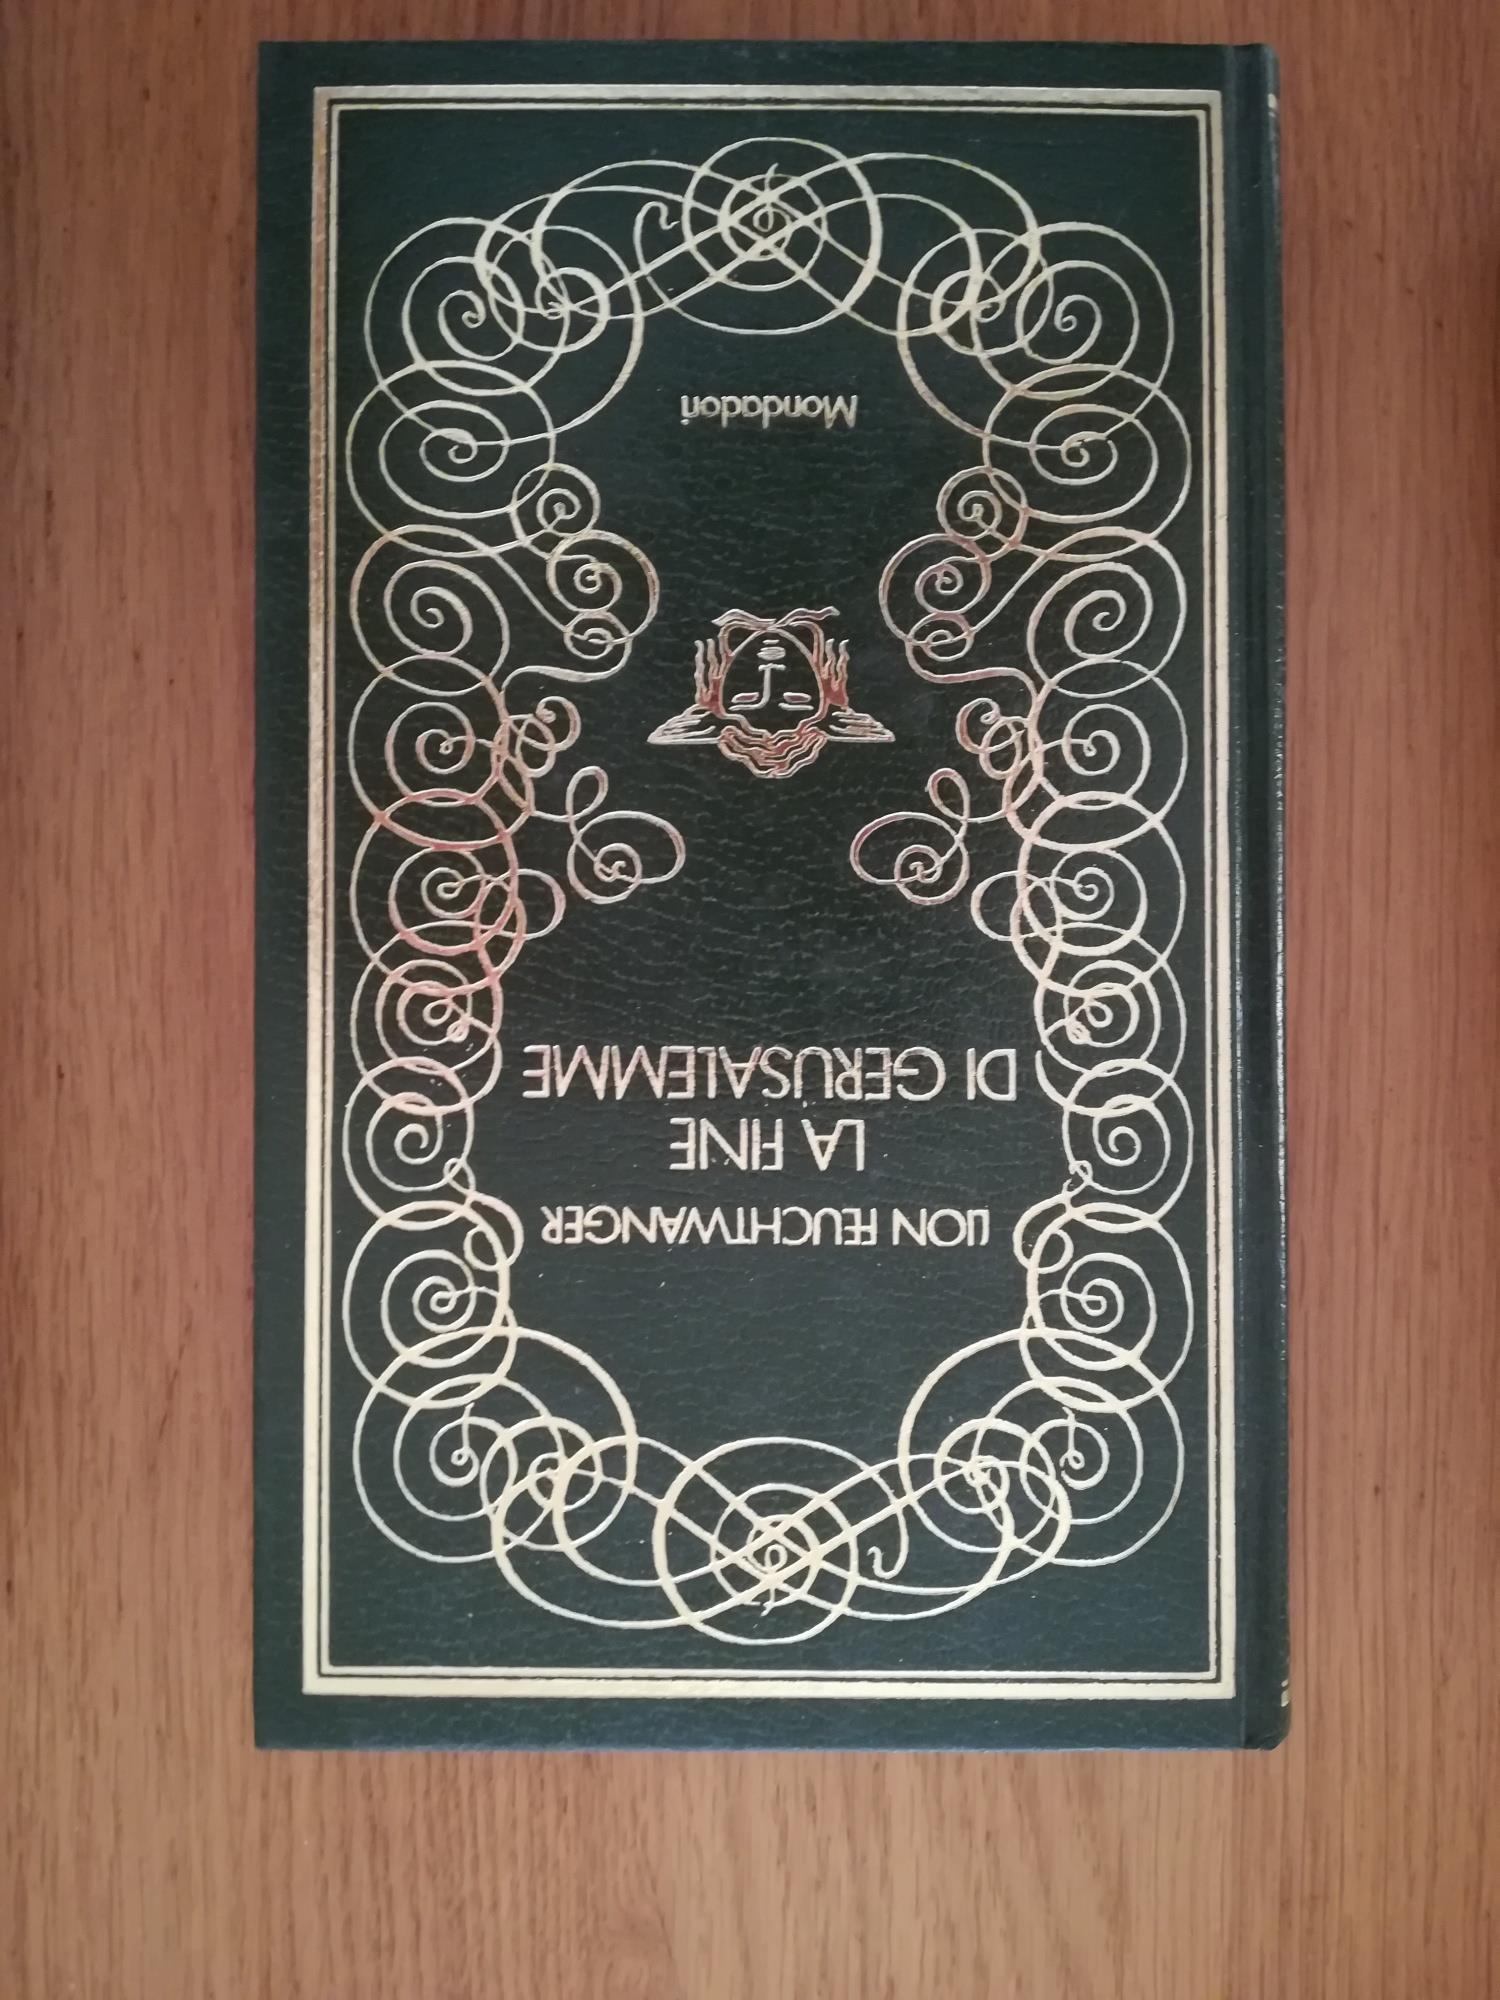 LION FEUCHTWANGER
LA FINE
DI GERUSALEMME
Mondadori